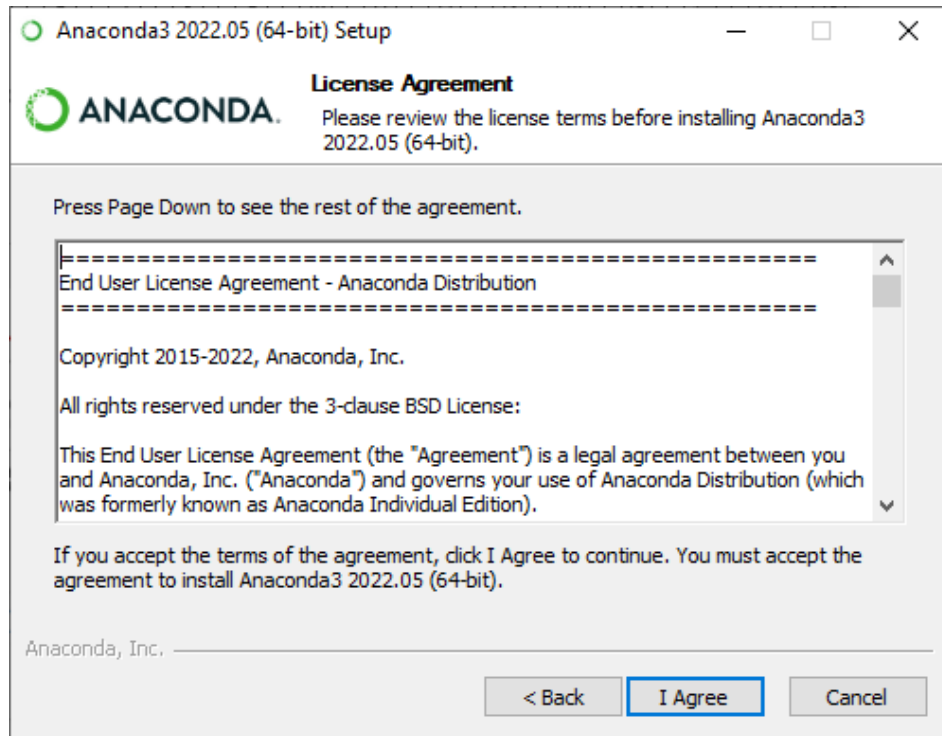 Anaconda3 2022.05 (64-bit) Setup
ANACONDA.
License Agreement
Please review the license terms before installing Anaconda3
2022.05 (64-bit).
Press Page Down to see the rest of the agreement.
==================================================
End User License Agreement - Anaconda Distribution
==================================================
Copyright 2015-2022, Anaconda, Inc.
All rights reserved under the 3-clause BSD License:
This End User License Agreement (the "Agreement") is a legal agreement between you
and Anaconda, Inc. ("Anaconda") and governs your use of Anaconda Distribution (which
was formerly known as Anaconda Individual Edition).
If you accept the terms of the agreement, click I Agree to continue. You must accept the
agreement to install Anaconda3 2022.05 (64-bit).
Anaconda, Inc.
< Back
I Agree
Cancel